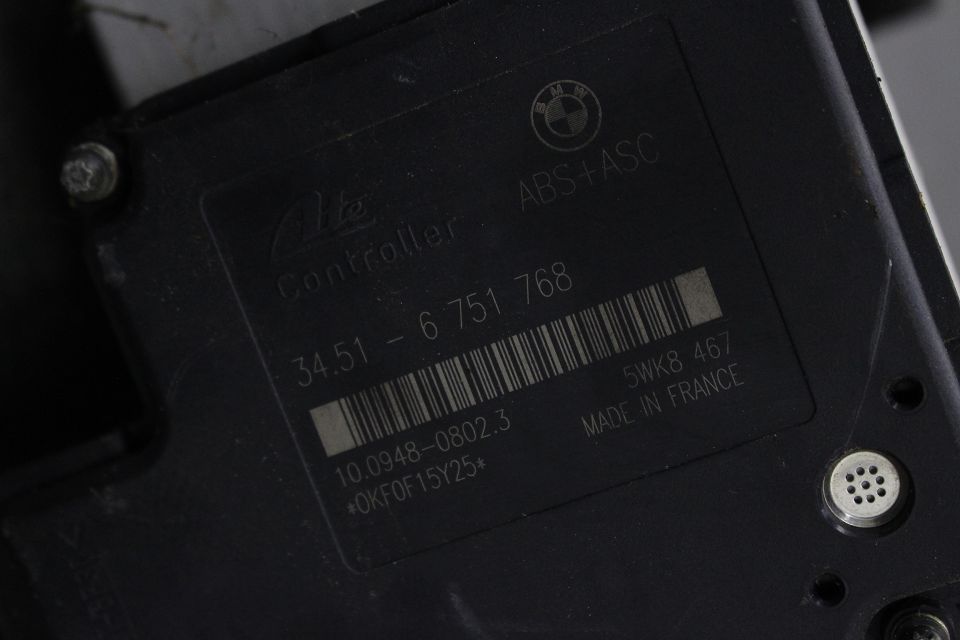 BMW
ABS+ASC
Ate
Controller
34.51 - 6 751 768
5WK8 467
10.0948-0802.3
MADE IN FRANCE
*0KF0F15Y25*